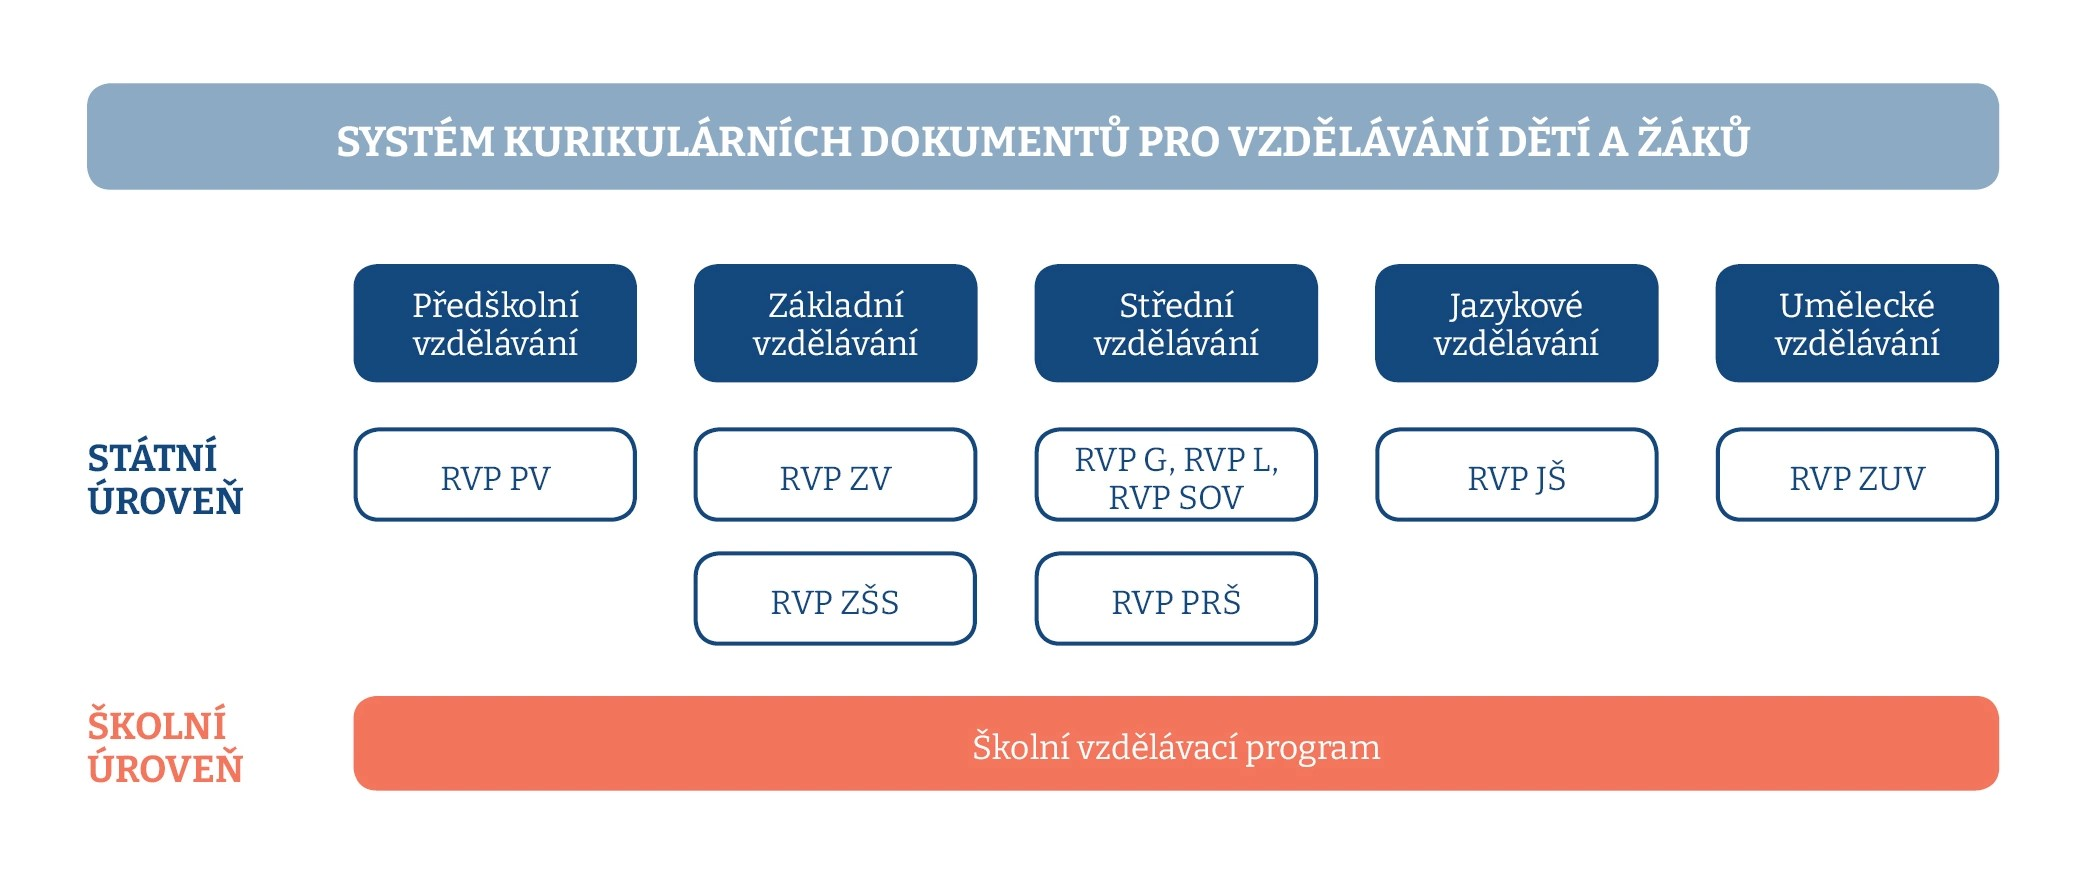 SYSTÉM KURIKULÁRNÍCH DOKUMENTŮ PRO VZDĚLÁVÁNÍ DĚTÍ A ŽÁKŮ
Předškolní
vzdělávání
Základní
vzdělávání
Střední
vzdělávání
Jazykové
vzdělávání
Umělecké
vzdělávání
STÁTNÍ
ÚROVEŇ
RVP PV
RVP ZV
RVP G, RVP L,
RVP SOV
RVP JŠ
RVP ZUV
RVP ZŠS
RVP PRŠ
ŠKOLNÍ
ÚROVEŇ
Školní vzdělávací program